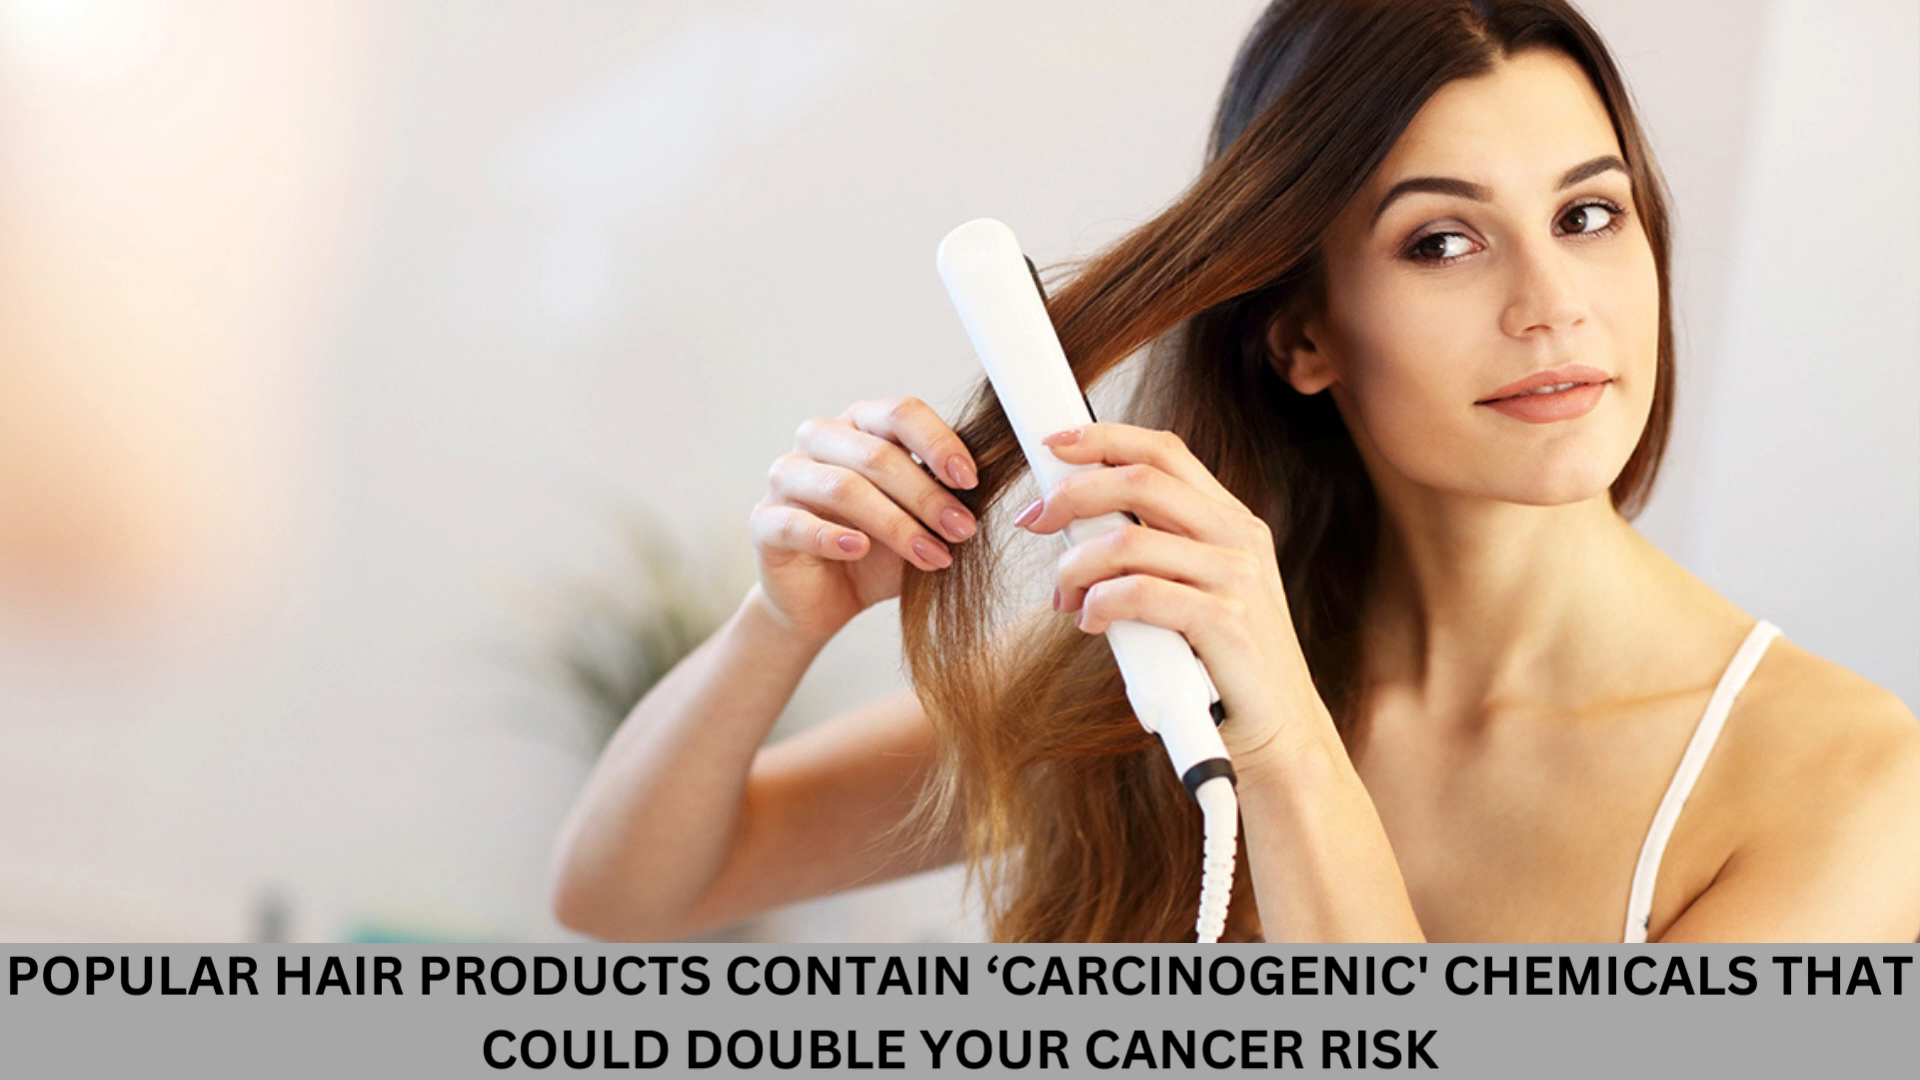 POPULAR HAIR PRODUCTS CONTAIN ‘CARCINOGENIC' CHEMICALS THAT
COULD DOUBLE YOUR CANCER RISK